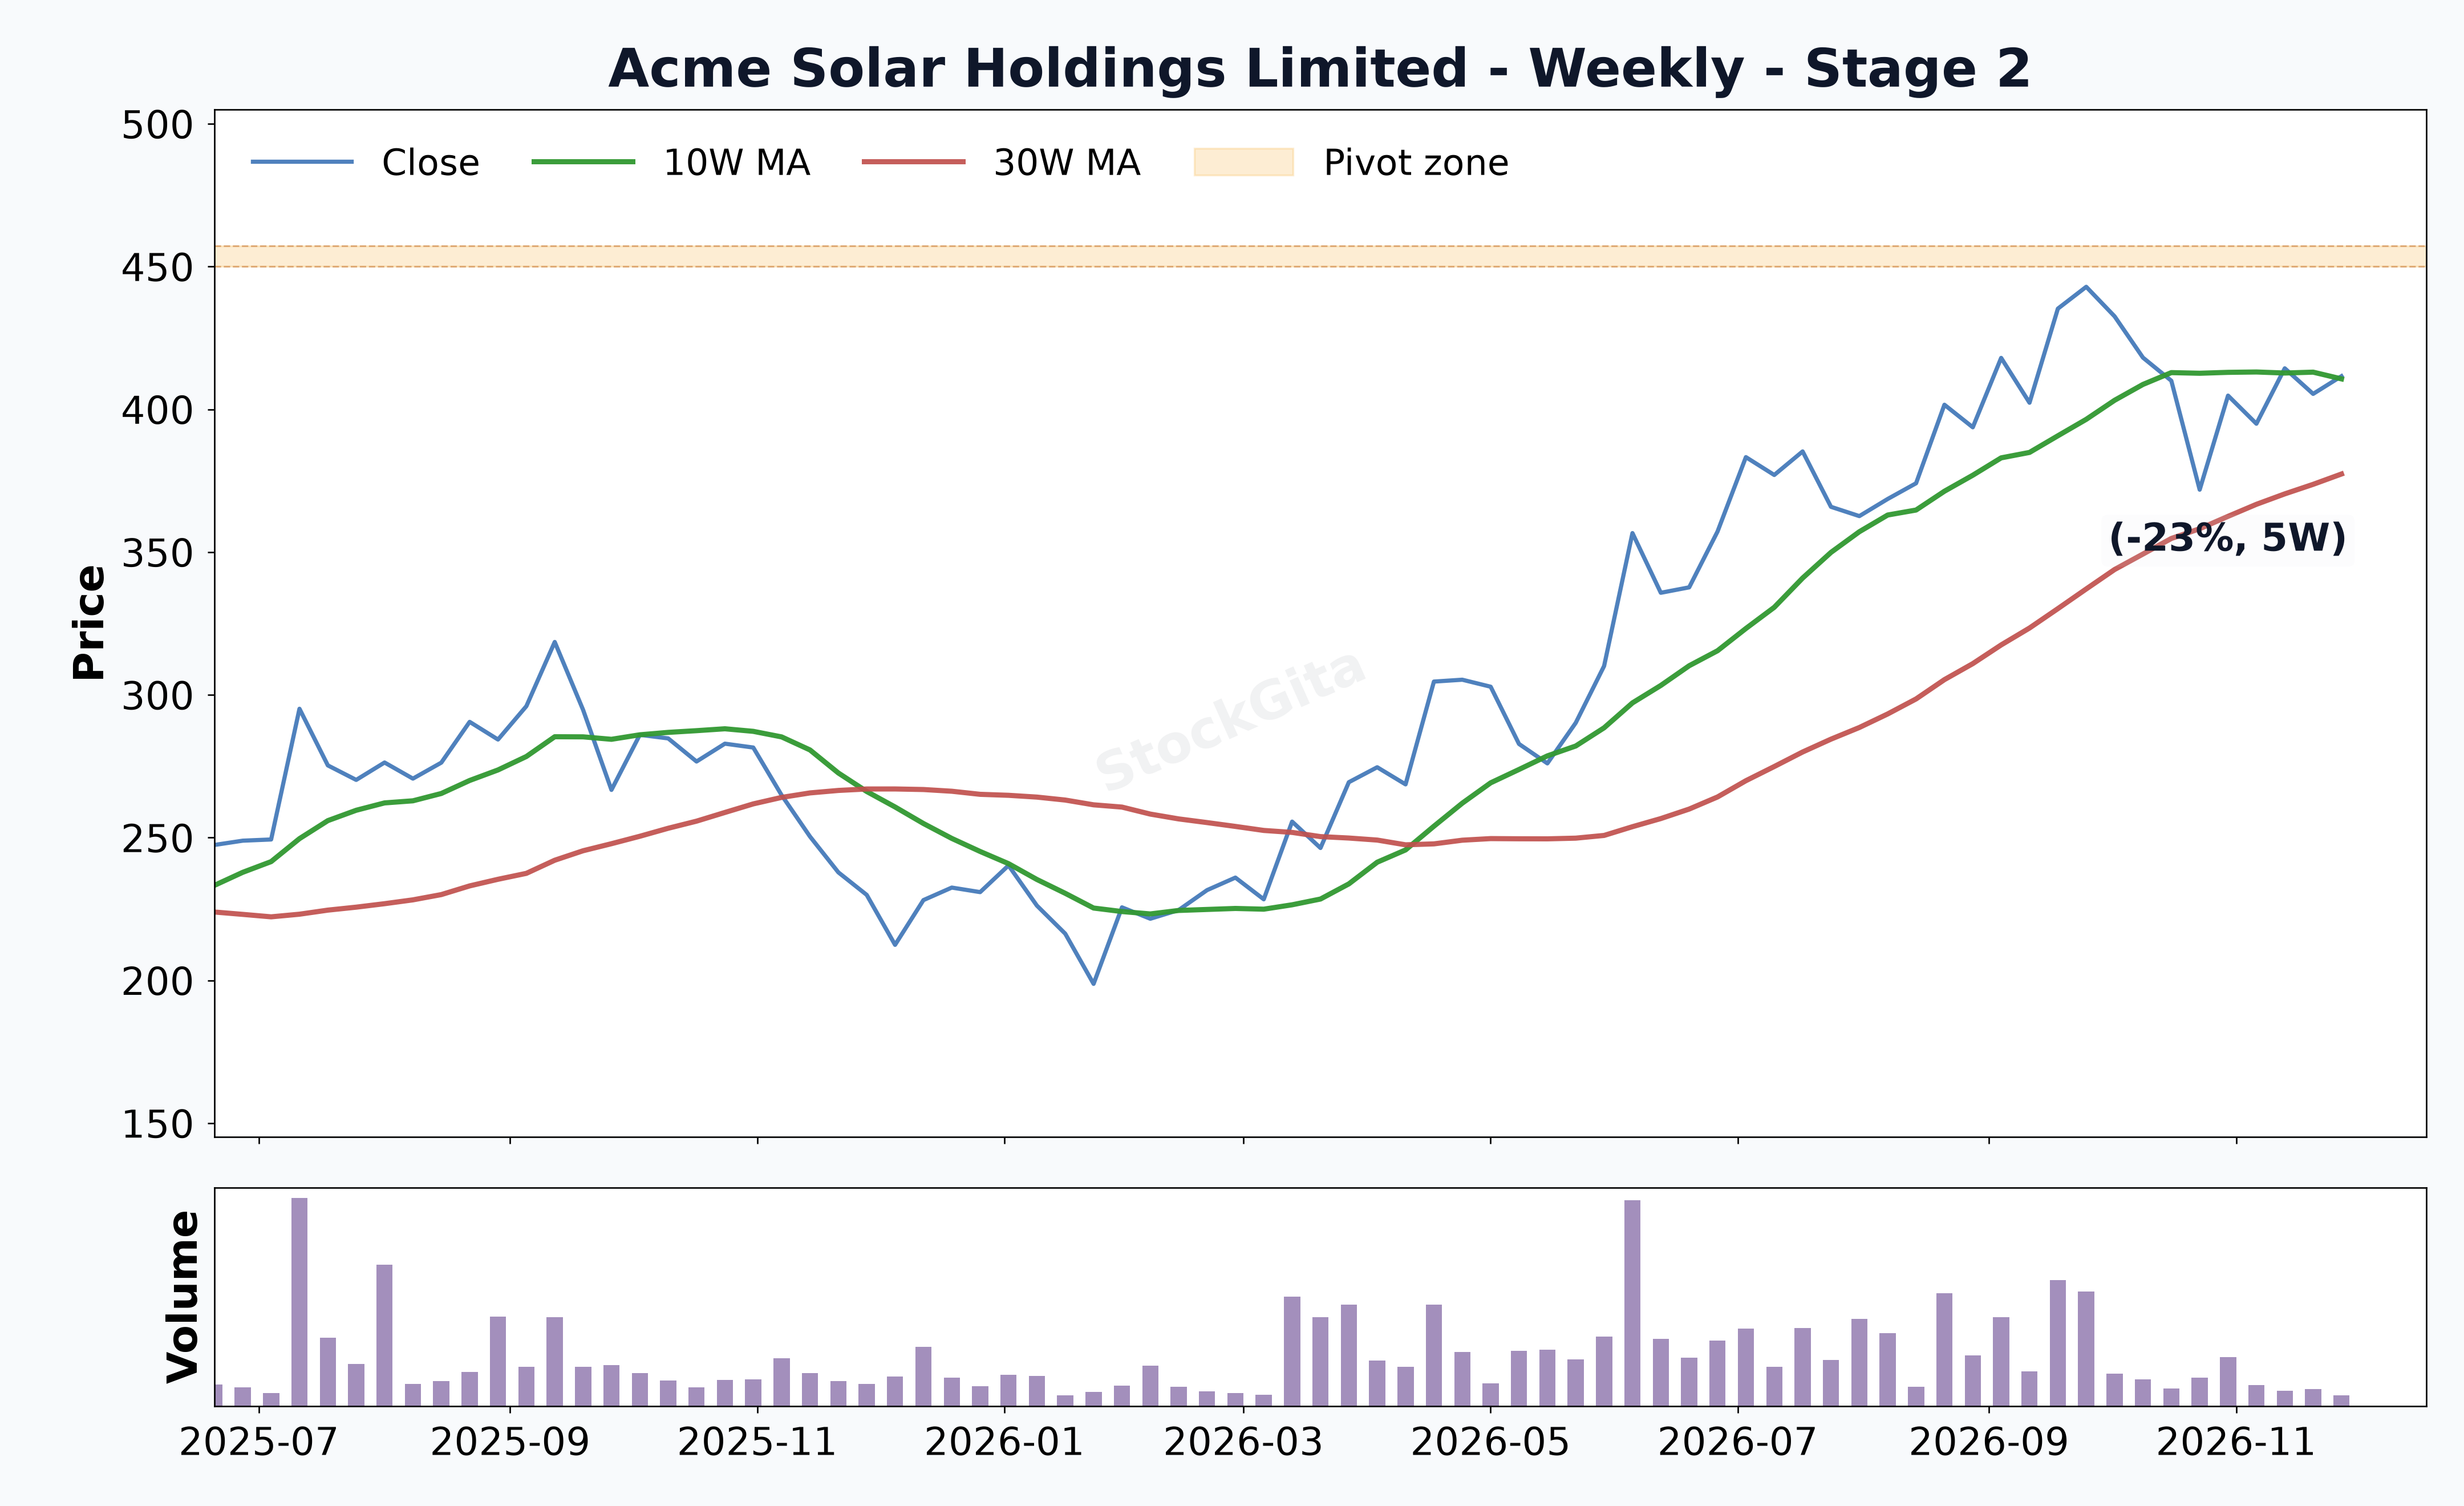 Acme Solar Holdings Limited - Weekly - Stage 2
Close 10W MA 30W MA Pivot zone
500
450
400
350
300
250
200
150
Price
(-23%, 5W)
StockGita
Volume
2025-07 2025-09 2025-11 2026-01 2026-03 2026-05 2026-07 2026-09 2026-11